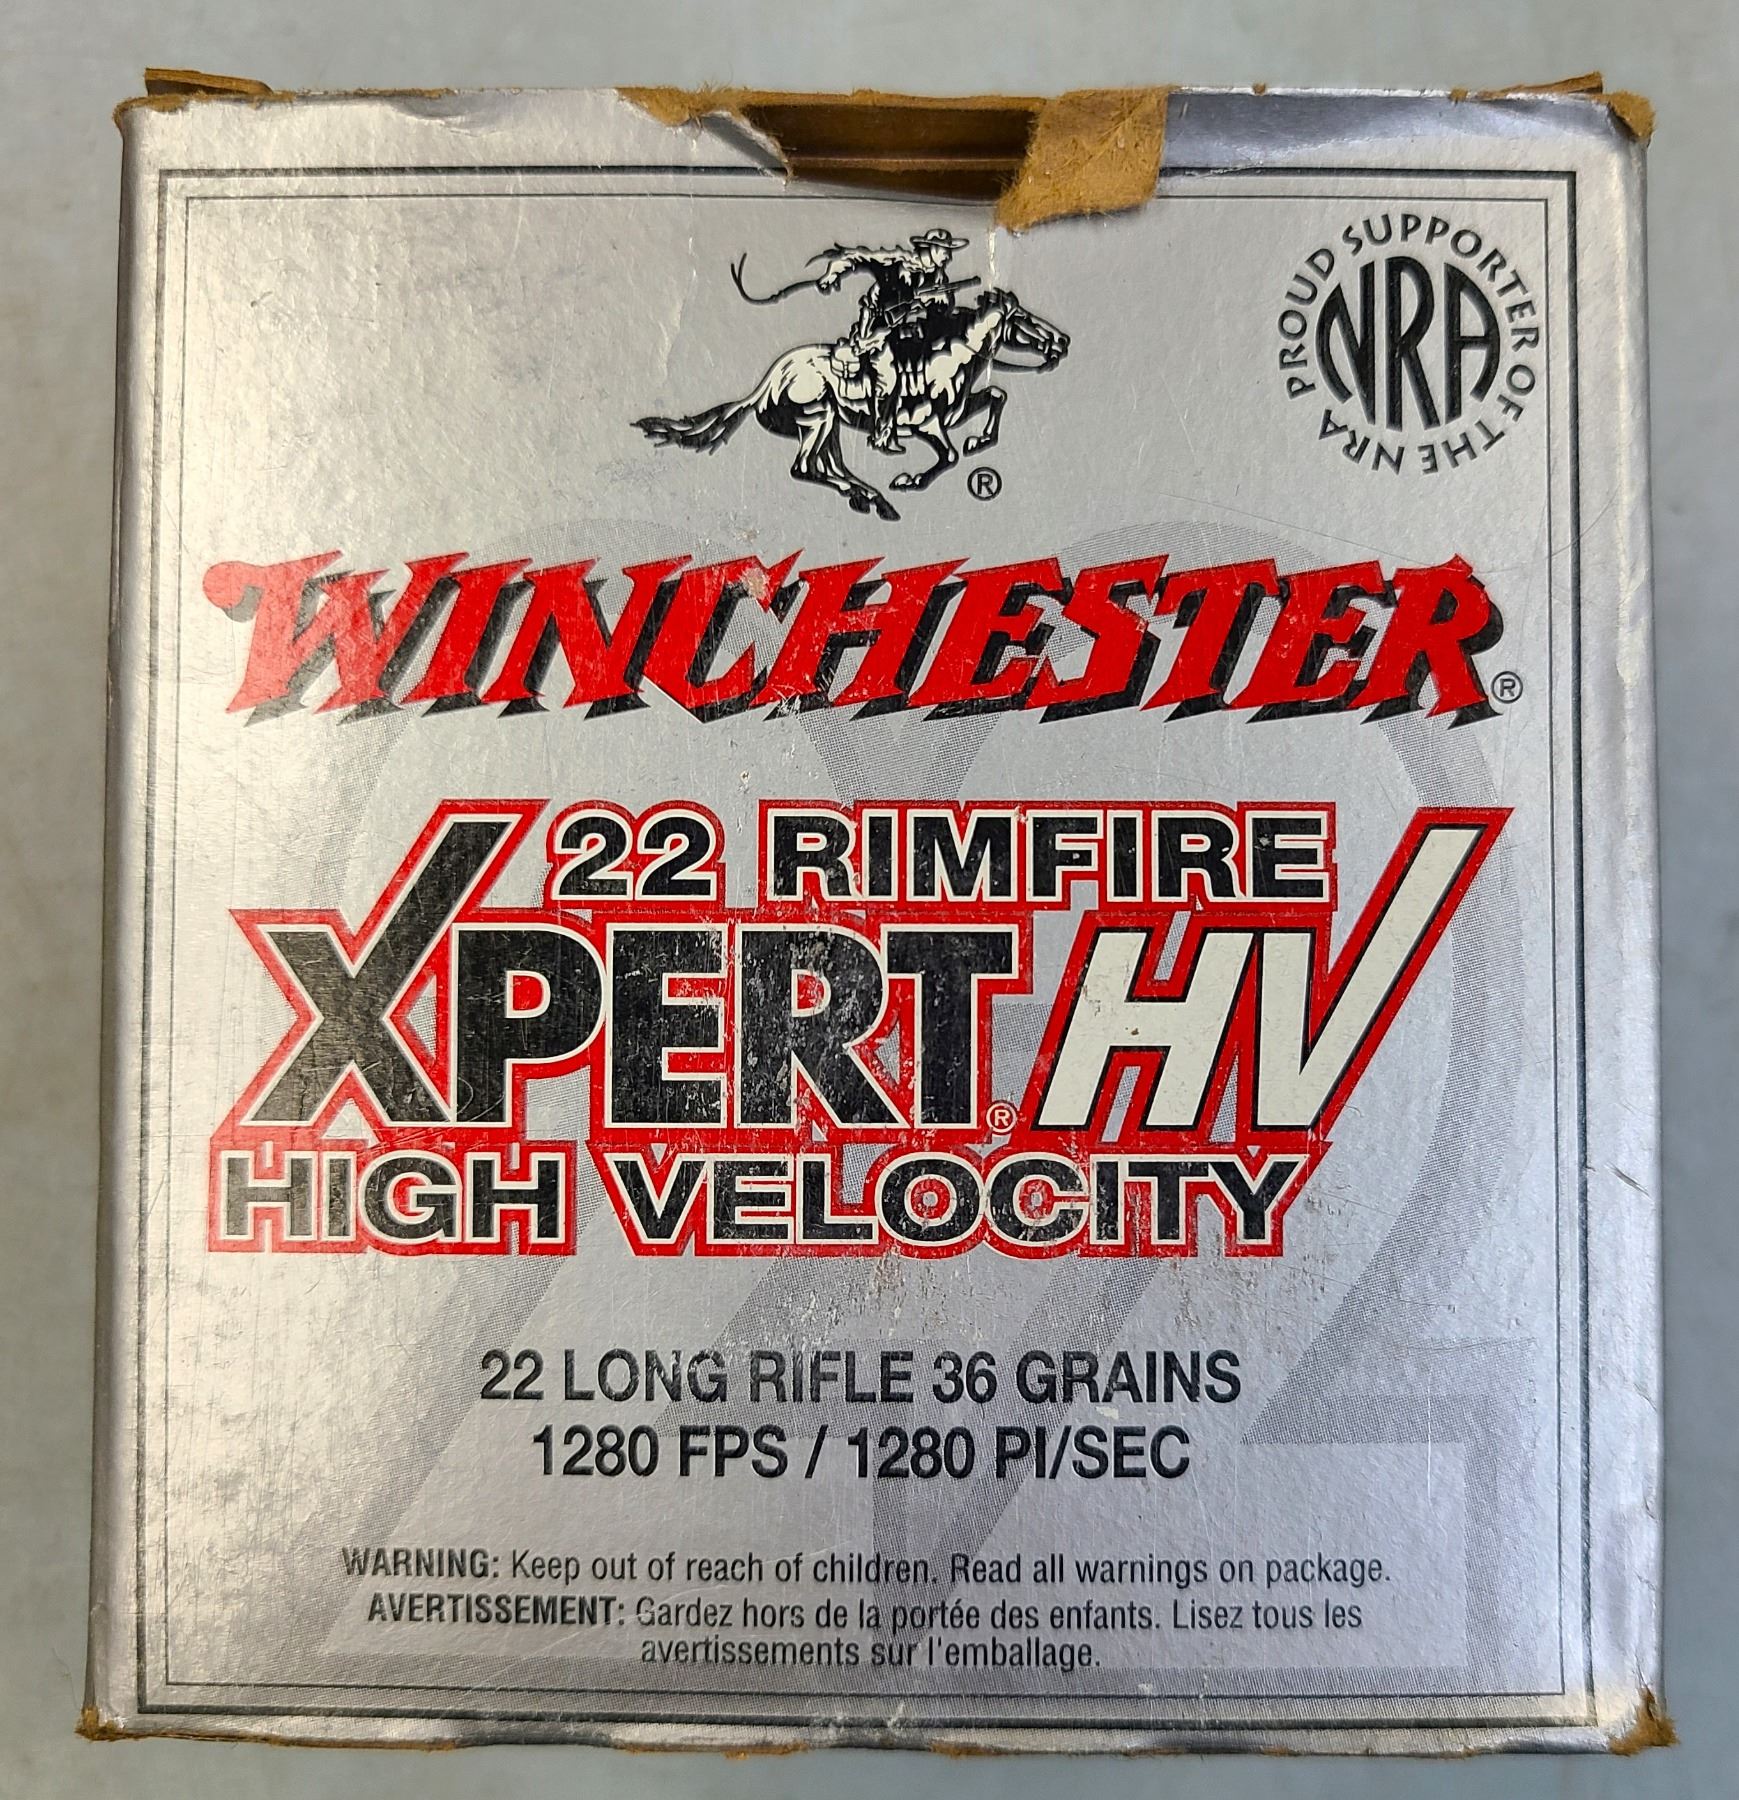 PROUD SUPPORTER OF THE NRA
NRA
®
WINCHESTER®
22 RIMFIRE
XPERT® HV
HIGH VELOCITY
22 LONG RIFLE 36 GRAINS
1280 FPS / 1280 PI/SEC
WARNING: Keep out of reach of children. Read all warnings on package.
AVERTISSEMENT: Gardez hors de la portée des enfants. Lisez tous les
avertissements sur l'emballage.